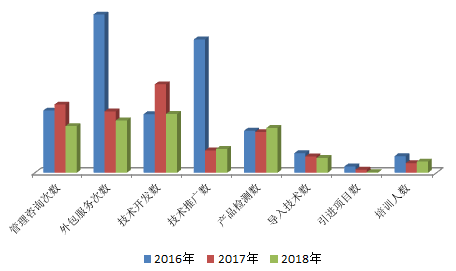 管理咨询次数
外包服务次数
技术开发数
技术推广数
产品检测数
导入技术数
引进项目数
培训人数
2016年 2017年 2018年